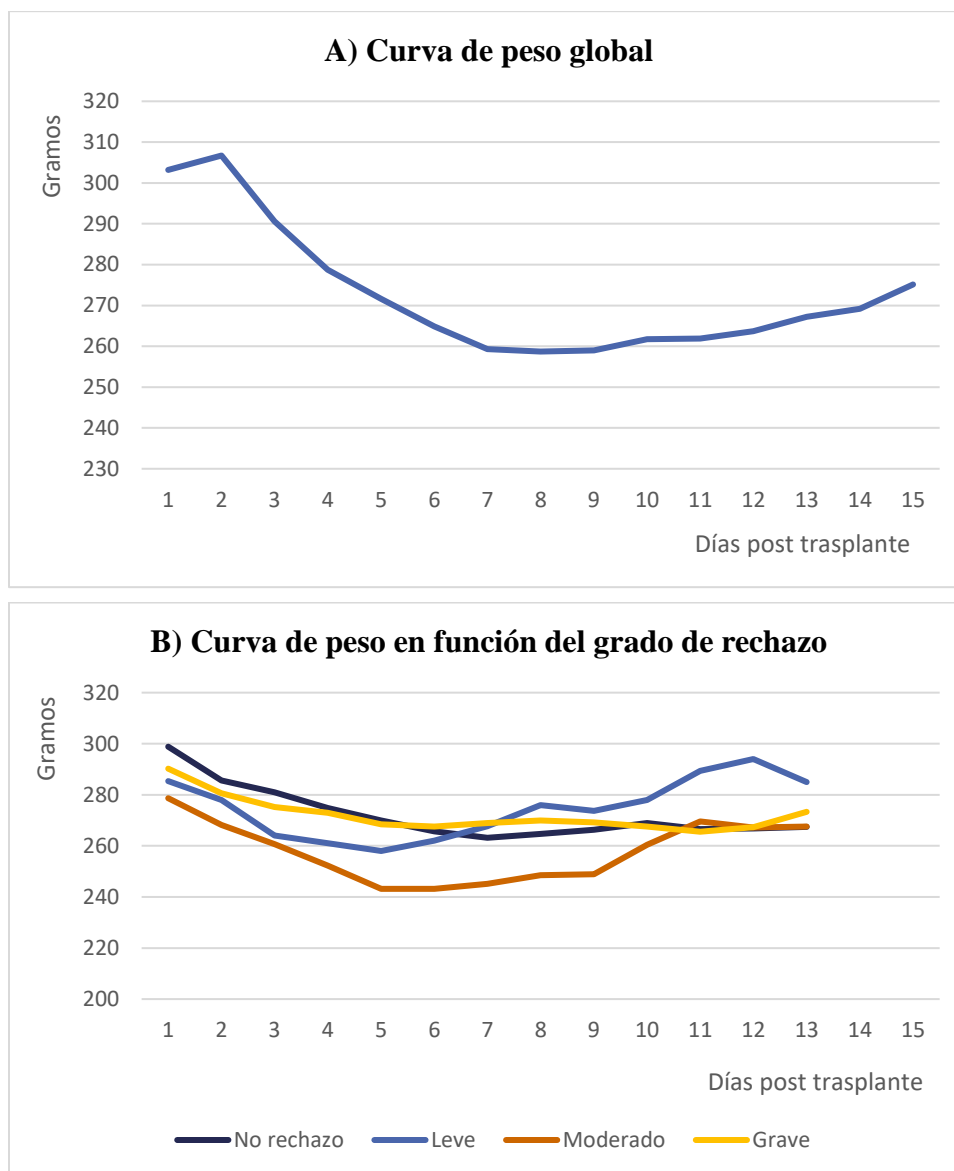 A) Curva de peso global
Gramos
320
310
300
290
280
270
260
250
240
230
1 2 3 4 5 6 7 8 9 10 11 12 13 14 15
Días post trasplante
B) Curva de peso en función del grado de rechazo
Gramos
320
300
280
260
240
220
200
1 2 3 4 5 6 7 8 9 10 11 12 13 14 15
Días post trasplante
No rechazo Leve Moderado Grave